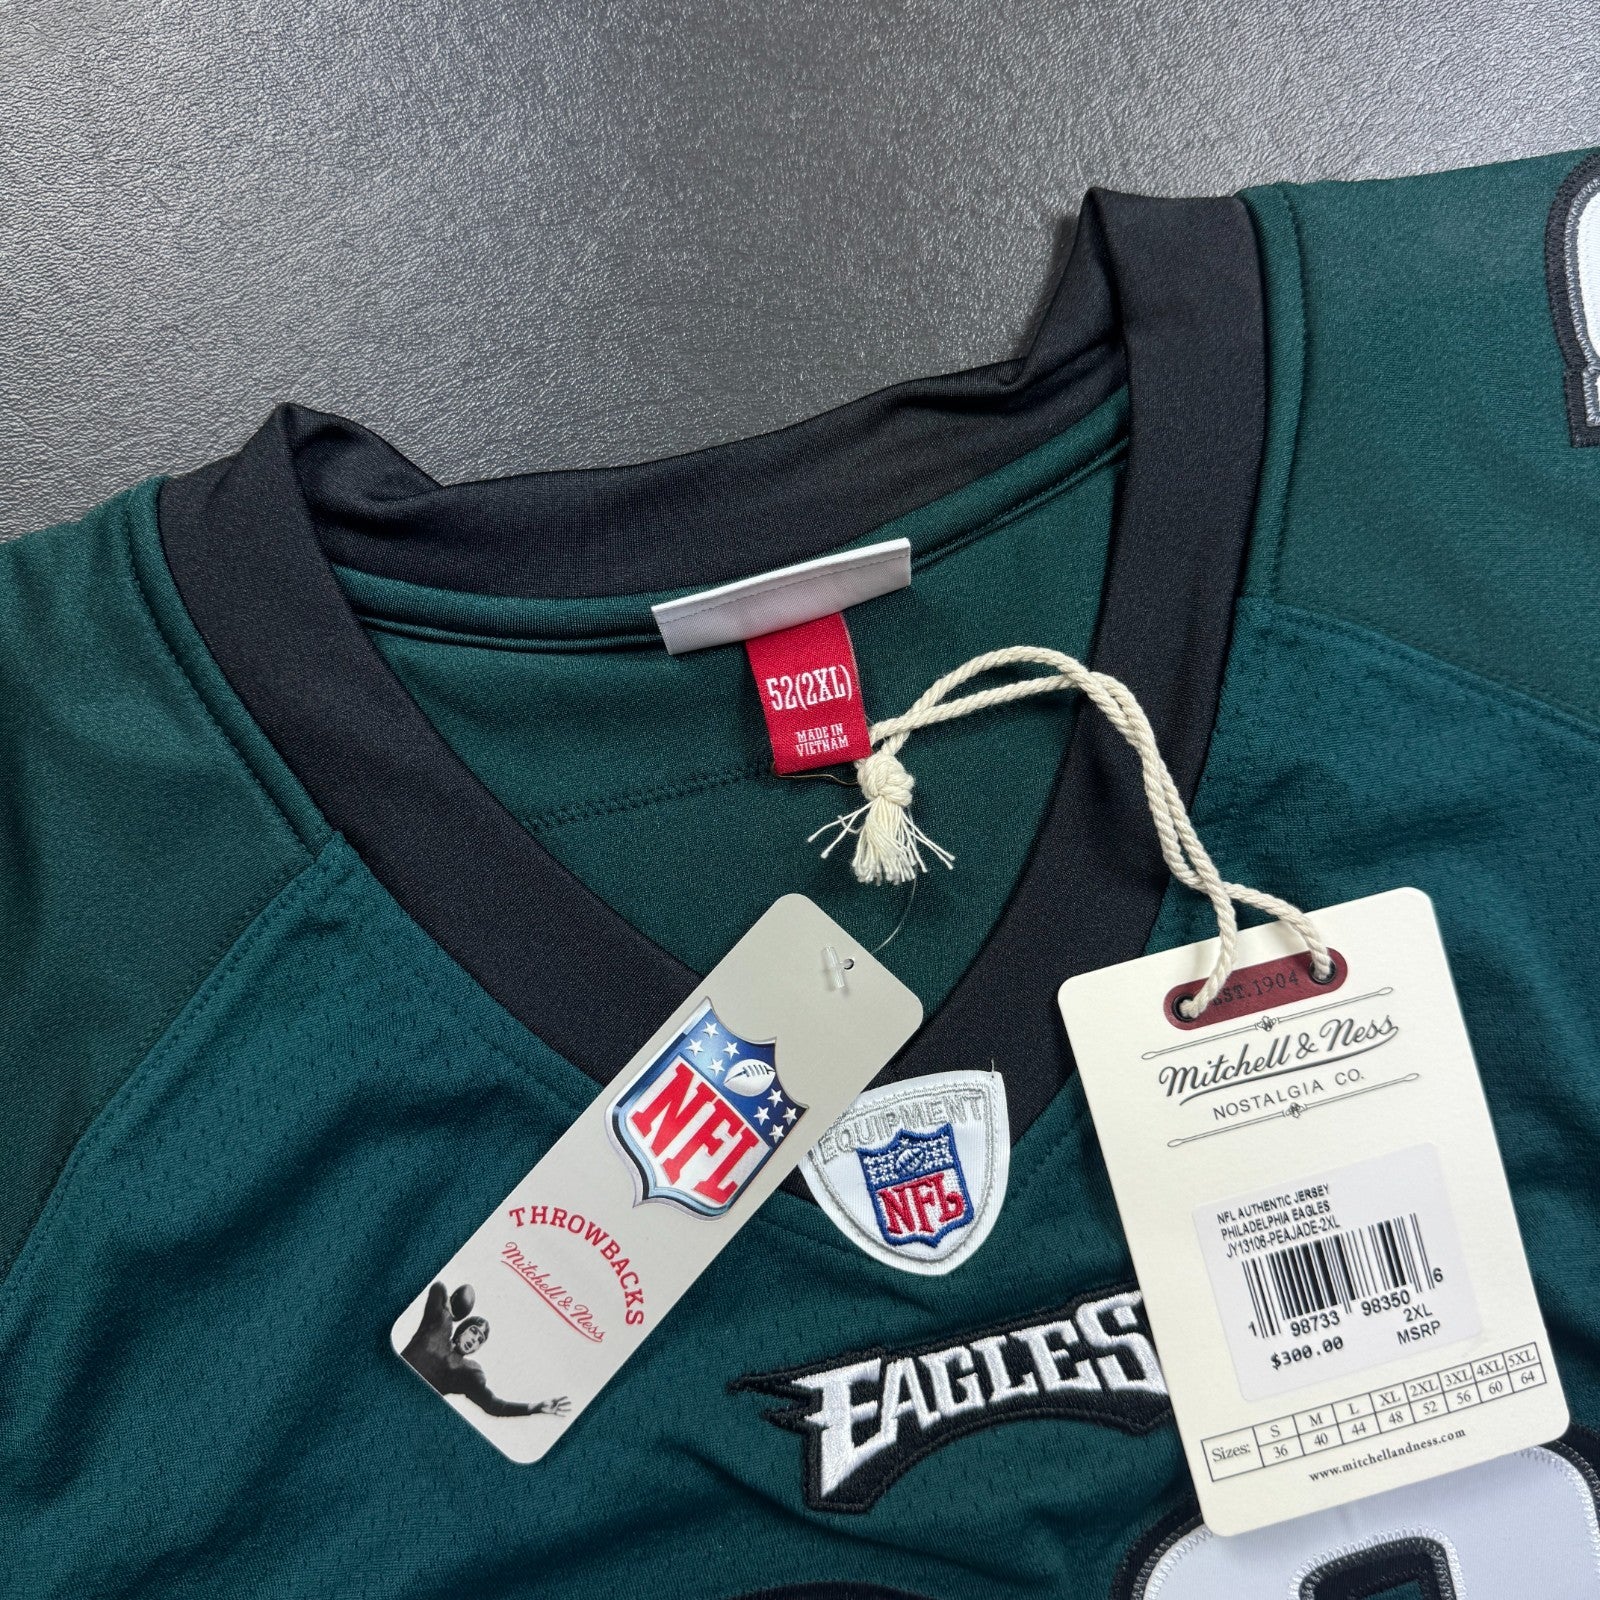 52(2XL)
MADE IN
VIETNAM
NFL
THROWBACKS
Mitchell & Ness
EQUIPMENT
NFL
EAGLES
EST.1904
Mitchell & Ness
NOSTALGIA CO.
NFL AUTHENTIC JERSEY
PHILADELPHIA EAGLES
JY13106-PEAJADE-2XL
1 98733 98350 6
2XL
$300.00 MSRP
Sizes: S M L XL 2XL 3XL 4XL 5XL
36 40 44 48 52 56 60 64
www.mitchellandness.com